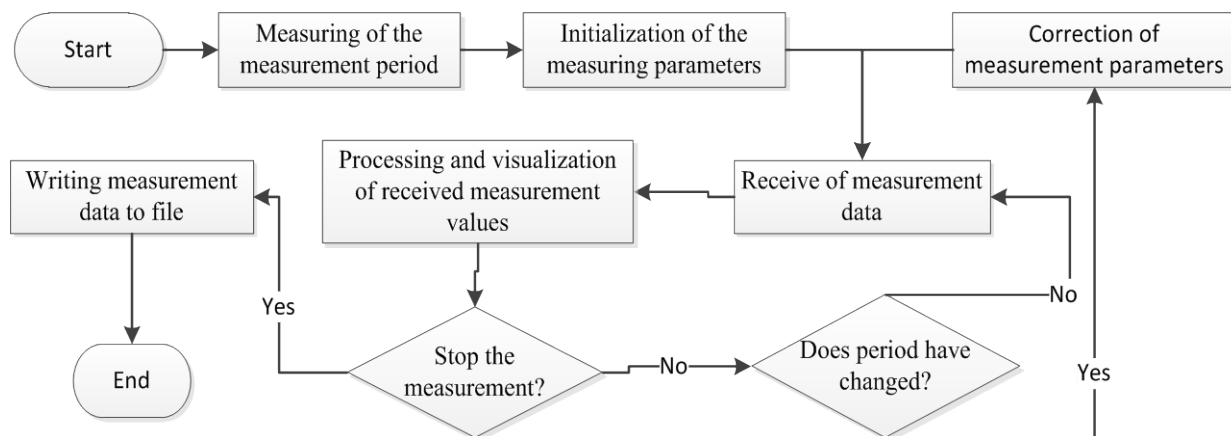 Start
Measuring of the
measurement period
Initialization of the
measuring parameters
Correction of
measurement parameters
Writing measurement
data to file
Processing and visualization
of received measurement
values
Receive of measurement
data
Yes
No
End
Stop the
measurement?
No
Does period have
changed?
Yes